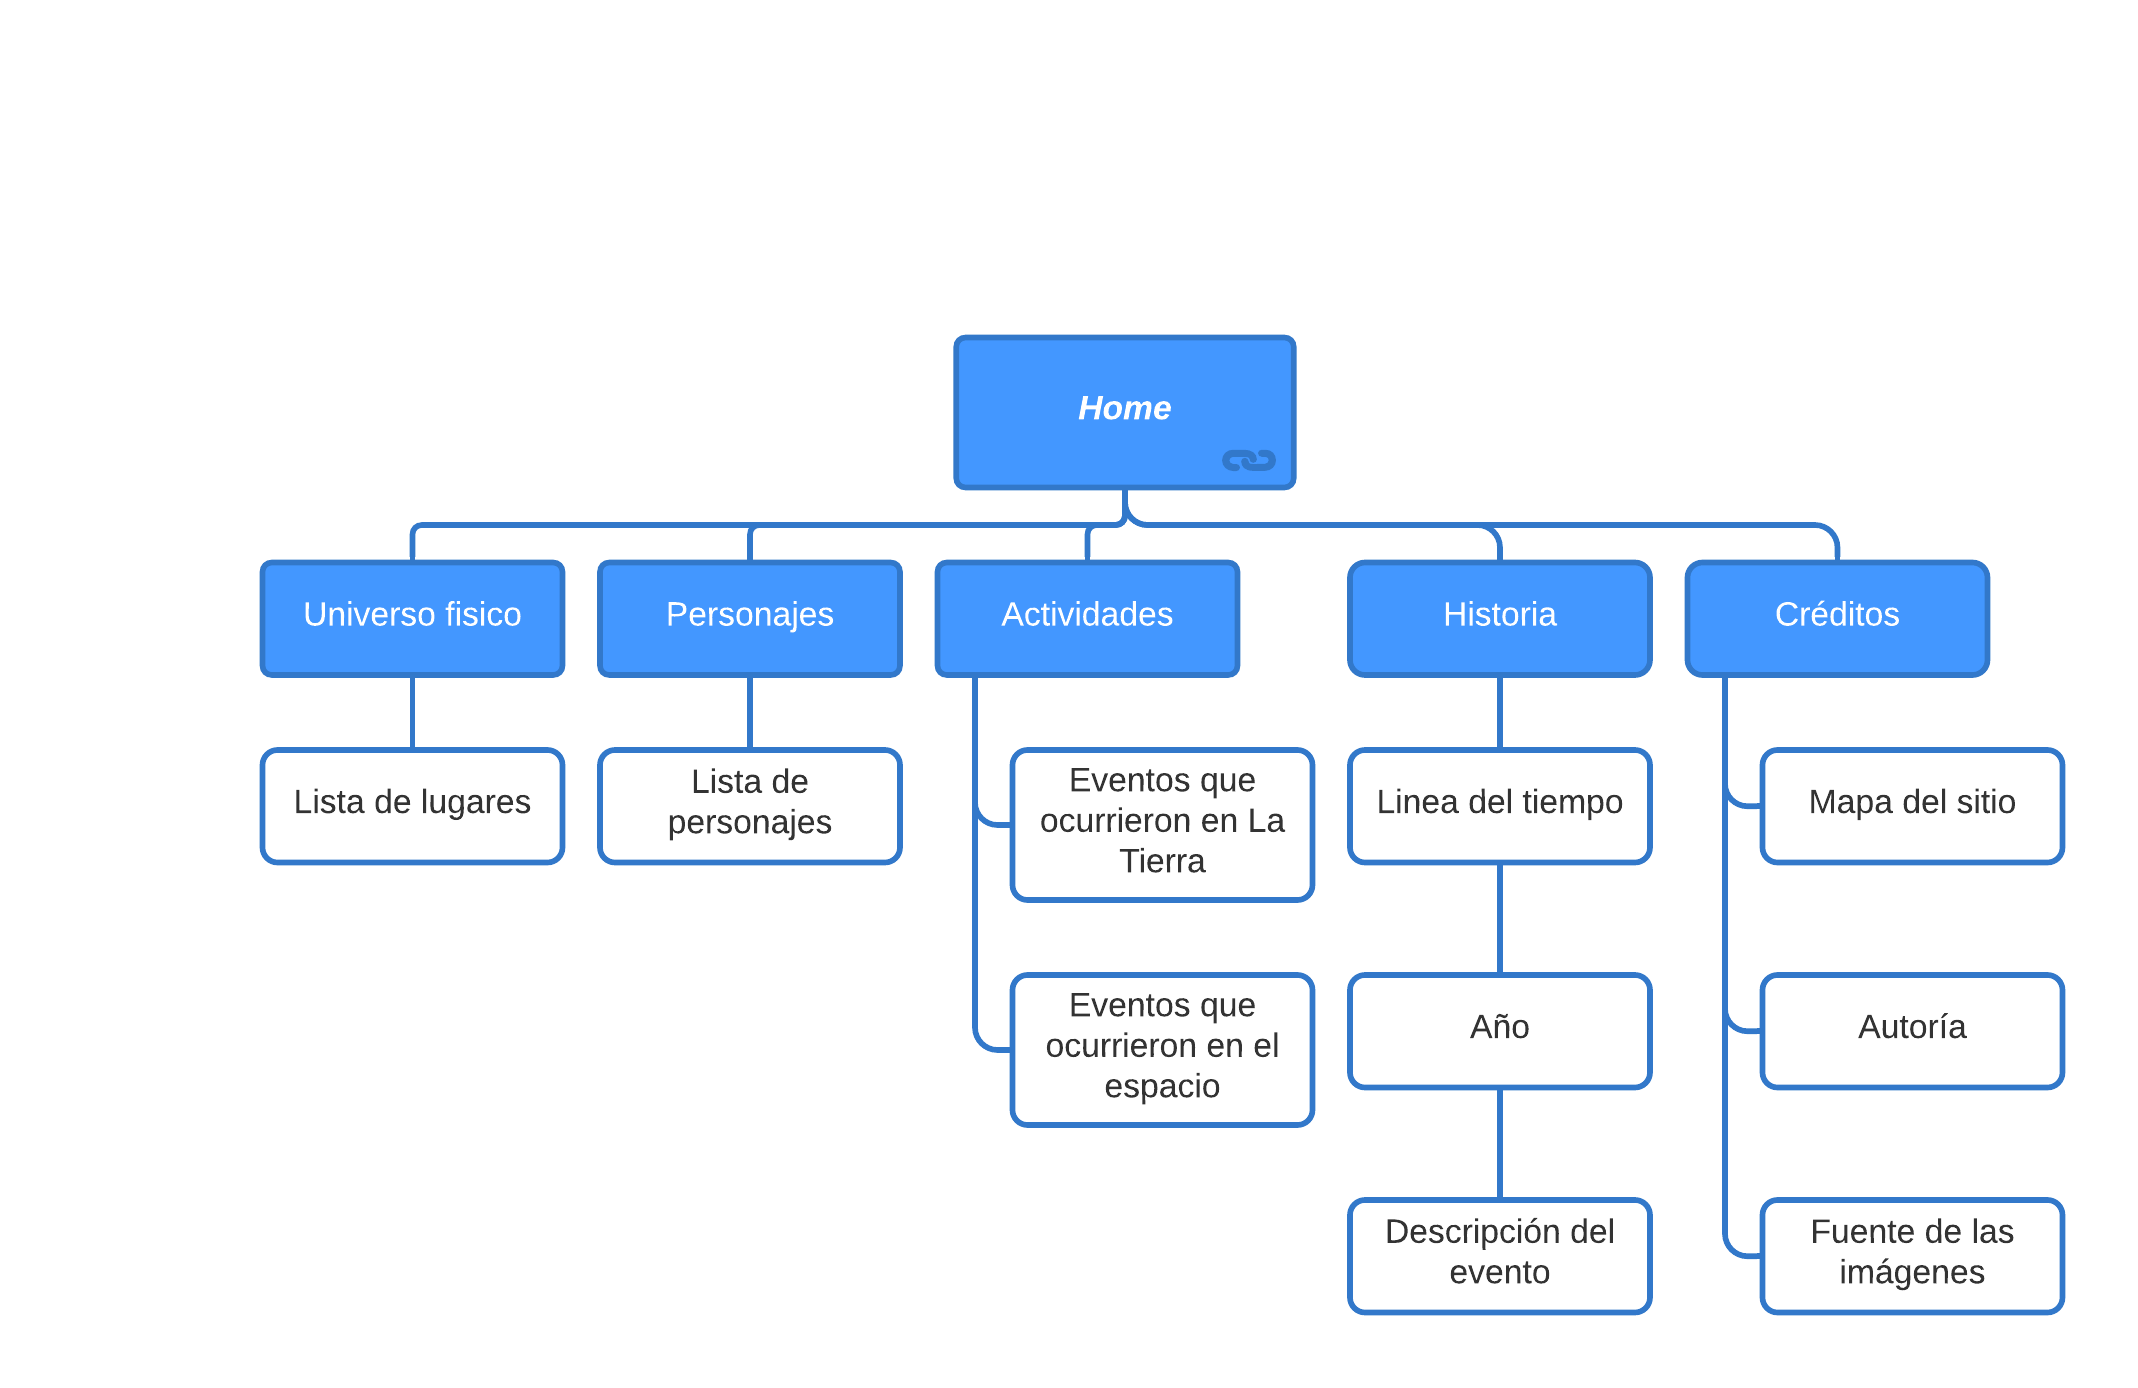 Home
Universo fisico
Personajes
Actividades
Historia
Créditos
Lista de lugares
Lista de
personajes
Eventos que
ocurrieron en La
Tierra
Linea del tiempo
Mapa del sitio
Eventos que
ocurrieron en el
espacio
Año
Autoría
Descripción del
evento
Fuente de las
imágenes